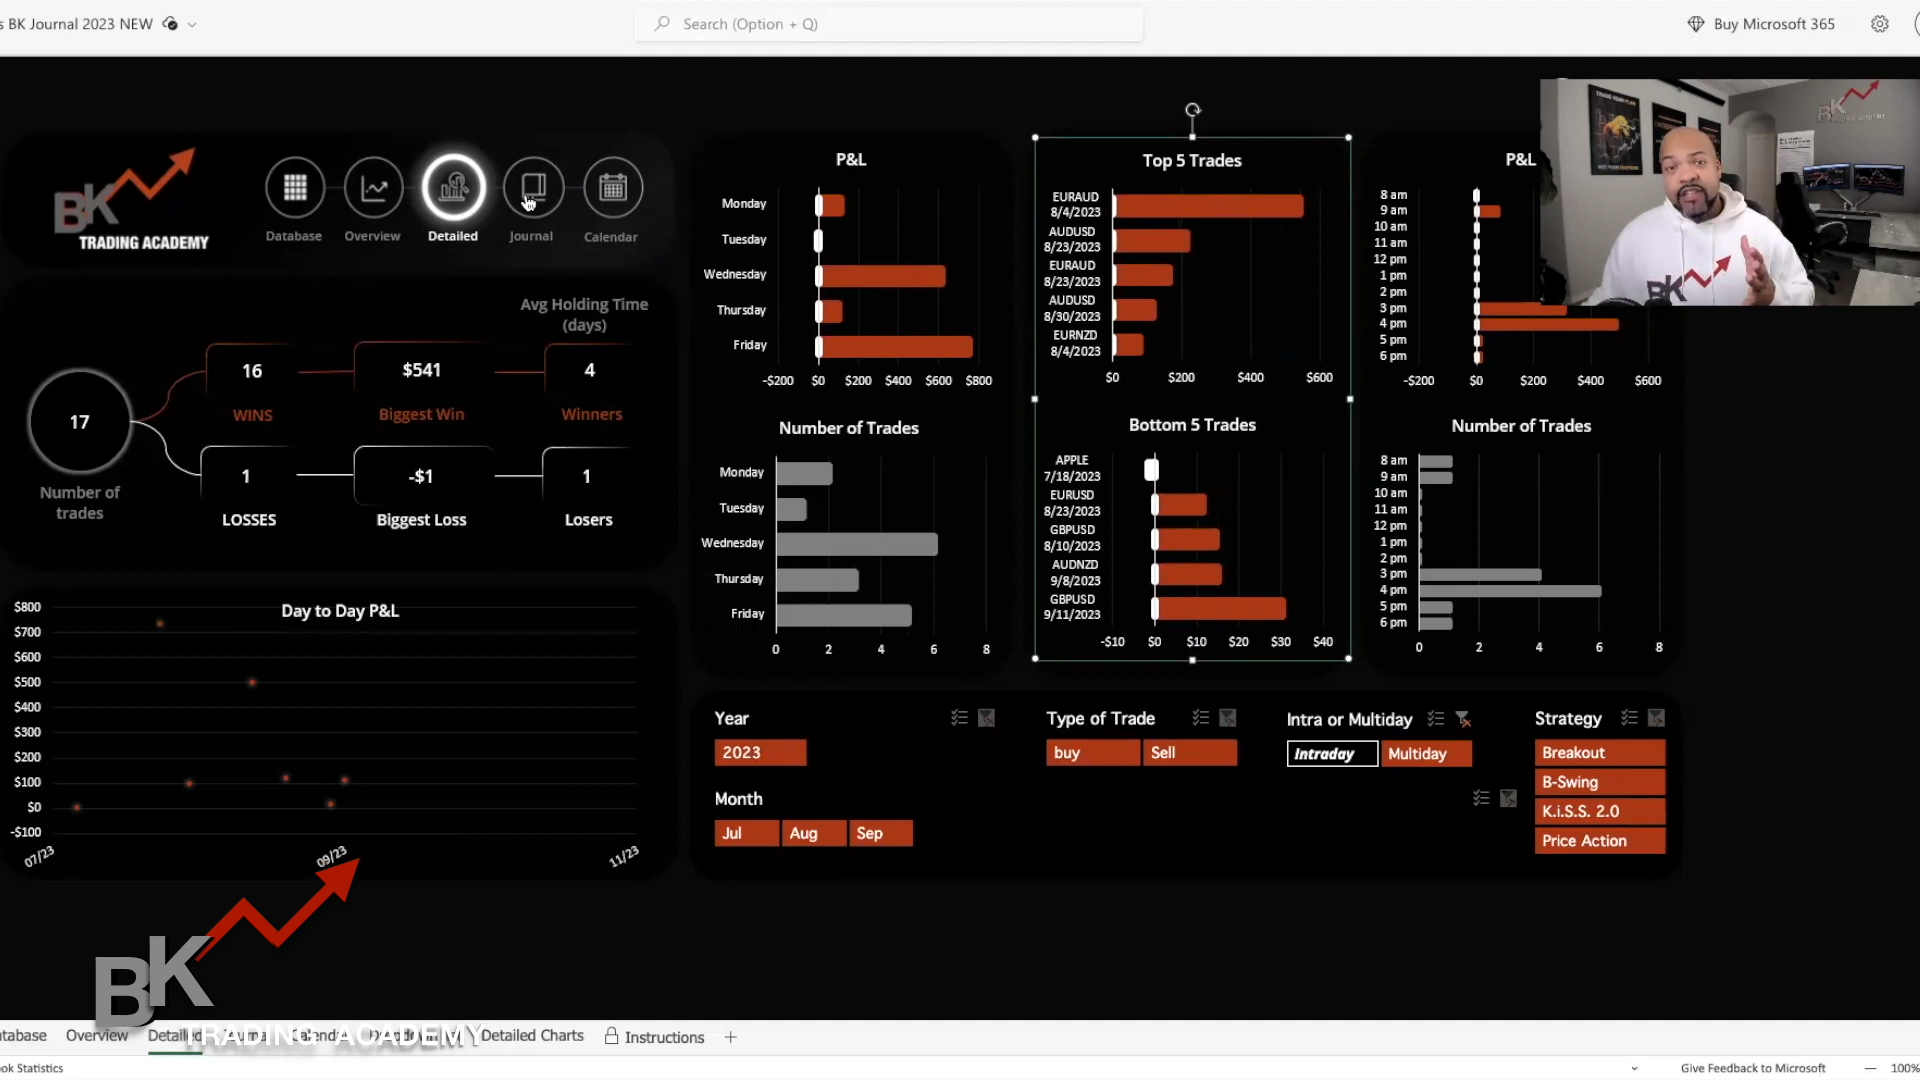 s BK Journal 2023 NEW
Search (Option + Q)
Buy Microsoft 365
BK
TRADING ACADEMY
Database
Overview
Detailed
Journal
Calendar
17
Number of
trades
16
WINS
$541
Biggest Win
Avg Holding Time
(days)
4
Winners
1
LOSSES
-$1
Biggest Loss
1
Losers
Day to Day P&L
$800
$700
$600
$500
$400
$300
$200
$100
$0
-$100
07/23
09/23
11/23
P&L
Monday
Tuesday
Wednesday
Thursday
Friday
-$200 $0 $200 $400 $600 $800
Number of Trades
Monday
Tuesday
Wednesday
Thursday
Friday
0 2 4 6 8
Top 5 Trades
EURAUD
8/4/2023
AUDUSD
8/23/2023
EURAUD
8/23/2023
AUDUSD
8/30/2023
EURNZD
8/4/2023
$0 $200 $400 $600
Bottom 5 Trades
APPLE
7/18/2023
EURUSD
8/23/2023
GBPUSD
8/10/2023
AUDNZD
9/8/2023
GBPUSD
9/11/2023
-$10 $0 $10 $20 $30 $40
P&L
8 am
9 am
10 am
11 am
12 pm
1 pm
2 pm
3 pm
4 pm
5 pm
6 pm
-$200 $0 $200 $400 $600
Number of Trades
8 am
9 am
10 am
11 am
12 pm
1 pm
2 pm
3 pm
4 pm
5 pm
6 pm
0 2 4 6 8
BK
BK
Year
2023
Month
Jul Aug Sep
Type of Trade
buy Sell
Intra or Multiday
Intraday Multiday
Strategy
Breakout
B-Swing
K.i.S.S. 2.0
Price Action
BK
TRADING ACADEMY
tabase Overview Detailed Detailed Charts Instructions +
ok Statistics
Give Feedback to Microsoft
100%